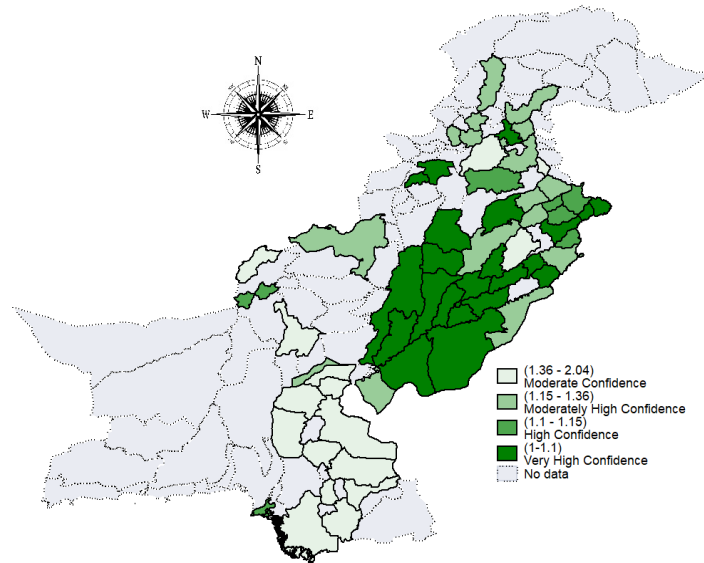 N
W E
S
(1.36 - 2.04)
Moderate Confidence
(1.15 - 1.36)
Moderately High Confidence
(1.1 - 1.15)
High Confidence
(1-1.1)
Very High Confidence
No data